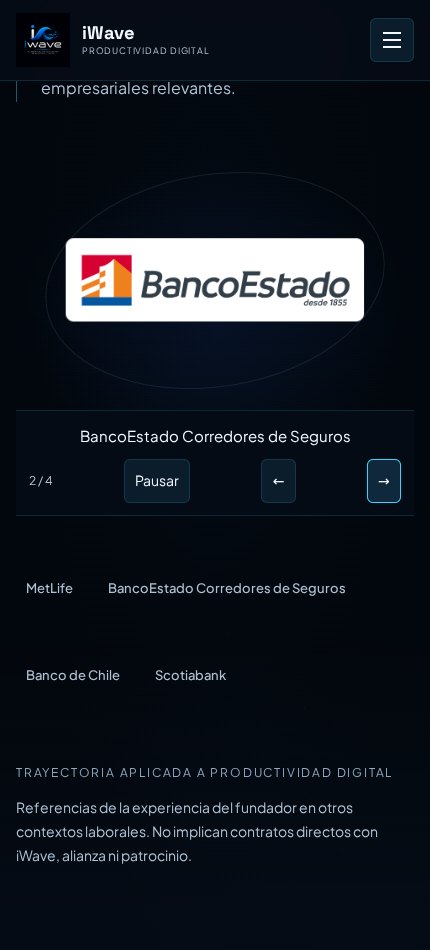 iwave
iWave
PRODUCTIVIDAD DIGITAL
empresariales relevantes.
BancoEstado
desde 1855
BancoEstado Corredores de Seguros
2 / 4
Pausar
←
→
MetLife
BancoEstado Corredores de Seguros
Banco de Chile
Scotiabank
TRAYECTORIA APLICADA A PRODUCTIVIDAD DIGITAL
Referencias de la experiencia del fundador en otros
contextos laborales. No implican contratos directos con
iWave, alianza ni patrocinio.